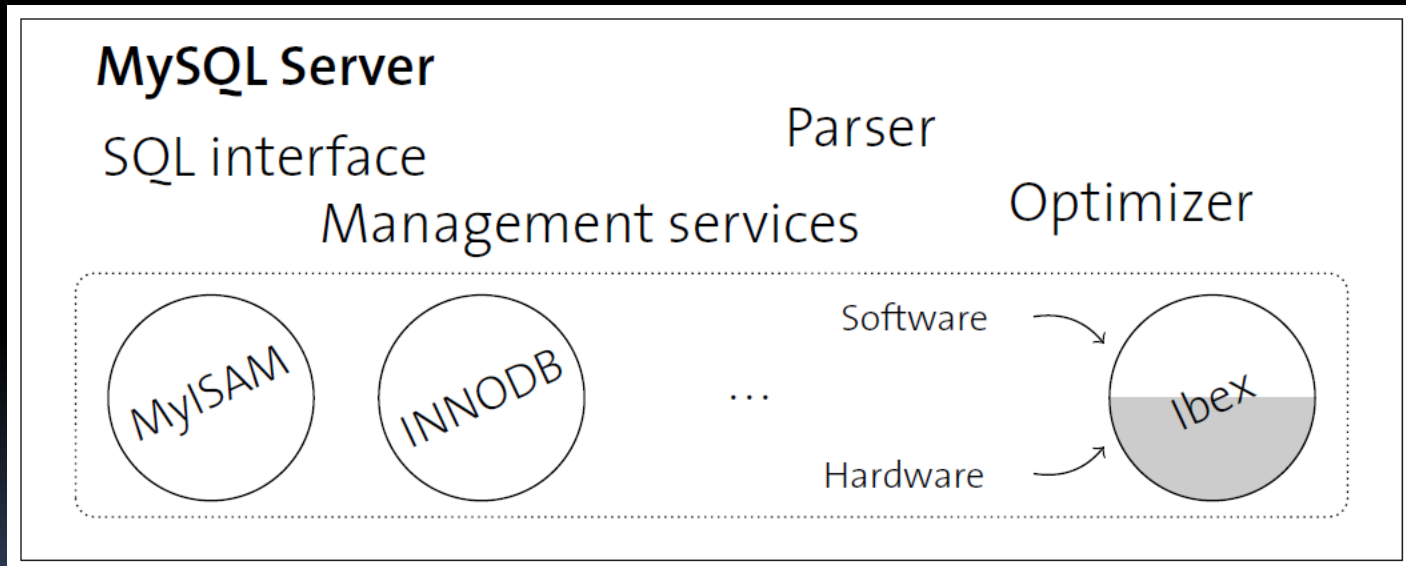 MySQL Server
Parser
SQL interface
Optimizer
Management services
Software
MyISAM
INNODB
...
Ibex
Hardware